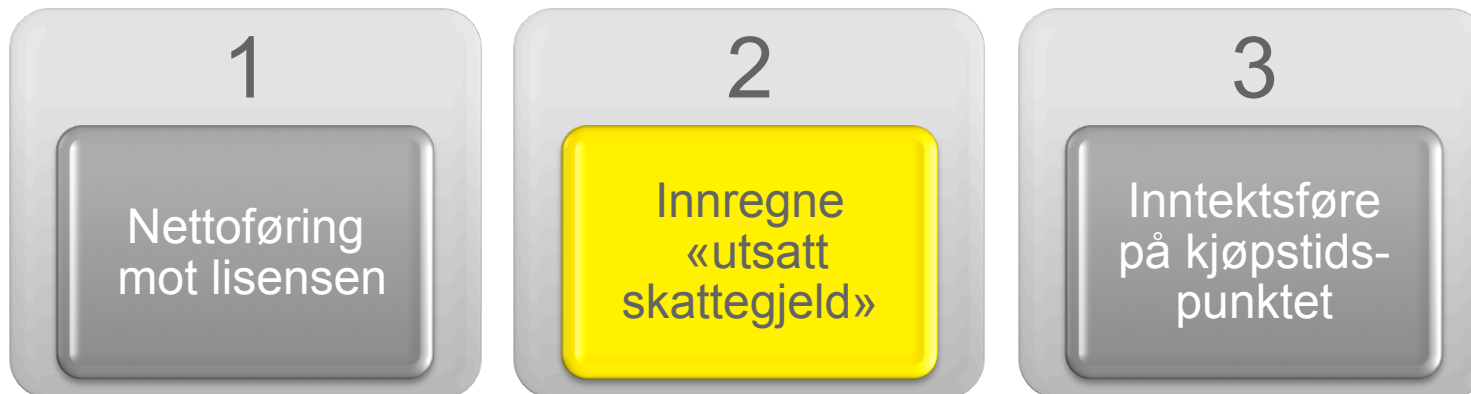 1
Nettoføring
mot lisensen
2
Innregne
«utsatt
skattegjeld»
3
Inntektsføre
på kjøpstids-
punktet